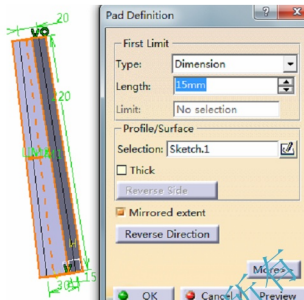 20
20
30
15
Pad Definition
First Limit
Type: Dimension
Length: 15mm
Limit: No selection
Profile/Surface
Selection: Sketch.1
Thick
Reverse Side
Mirrored extent
Reverse Direction
More>>
OK Cancel Preview